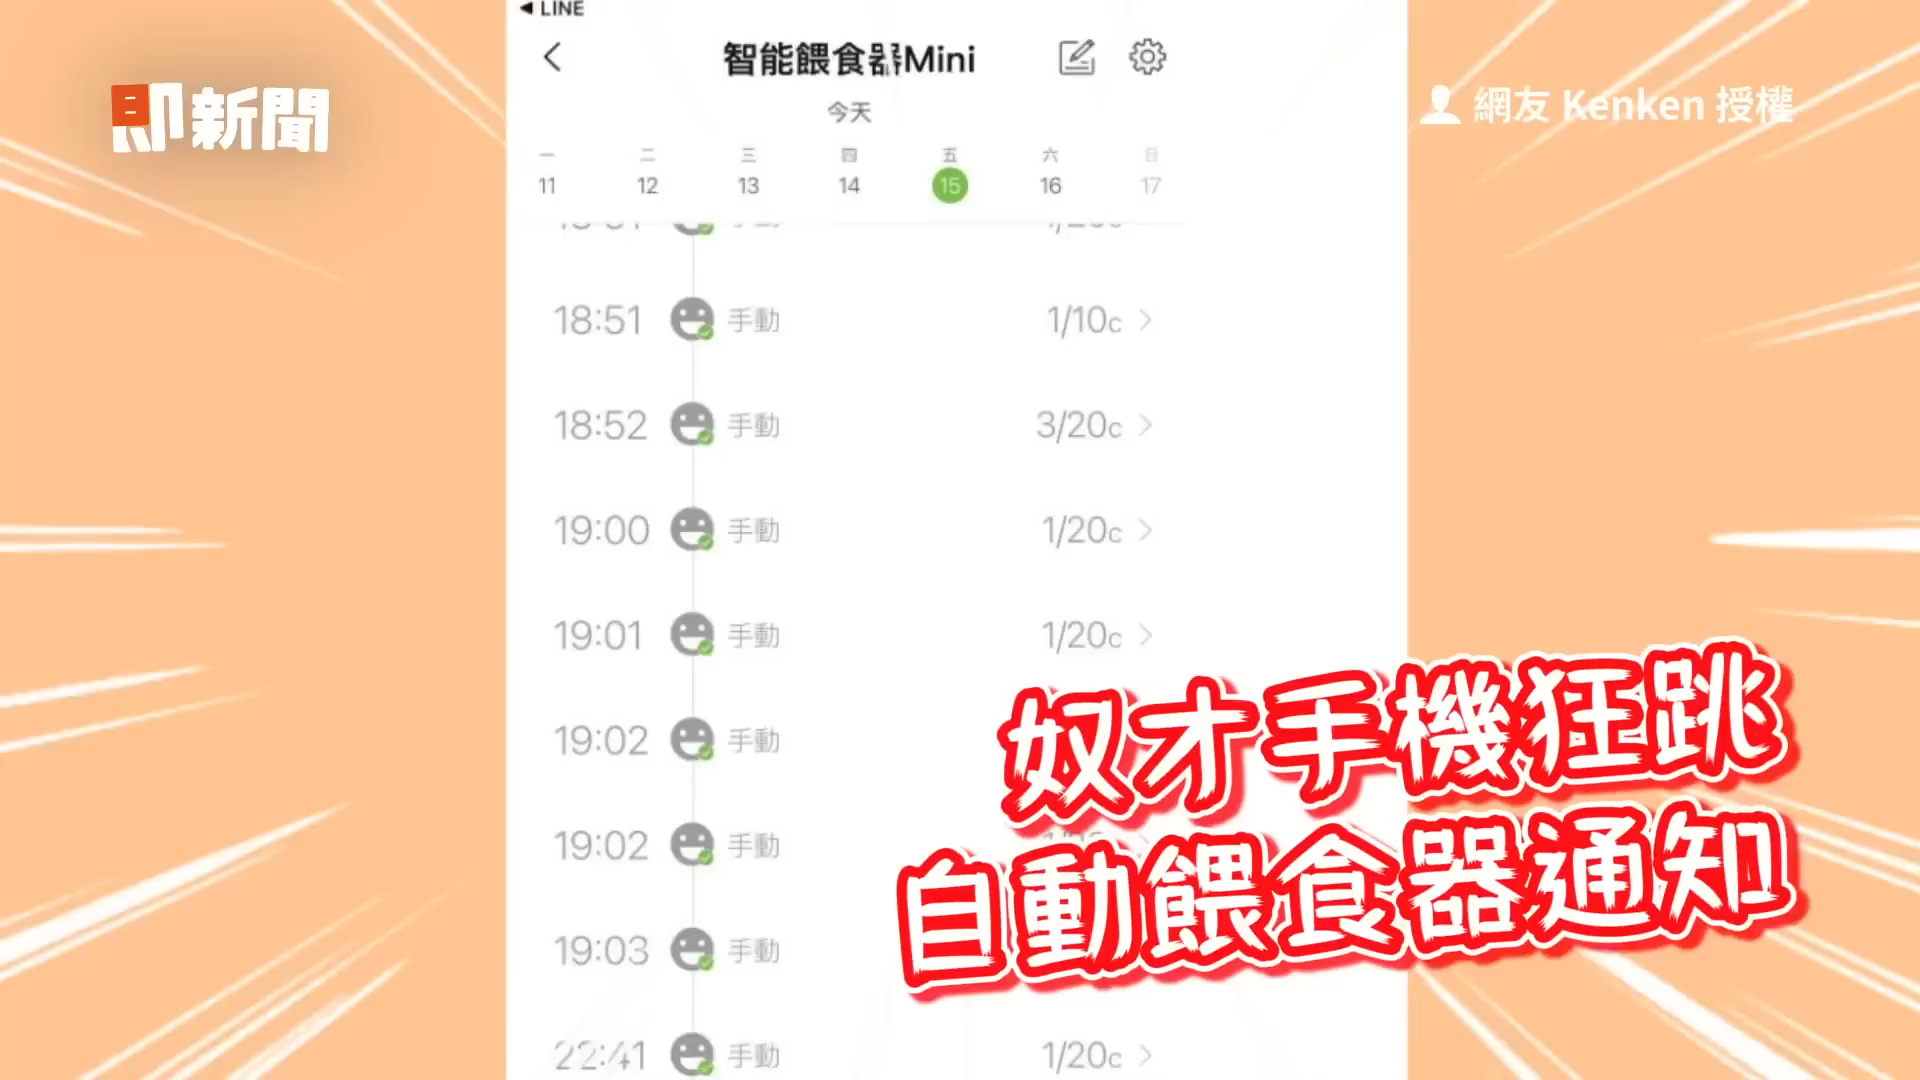 ◀ LINE
智能餵食器Mini
今天
一 二 三 四 五 六 日
11 12 13 14 15 16 17
即新聞
網友 Kenken 授權
18:51 手動 1/10c
18:52 手動 3/20c
19:00 手動 1/20c
19:01 手動 1/20c
19:02 手動
19:02 手動
19:03 手動
22:41 手動 1/20c
奴才手機狂跳
自動餵食器通知